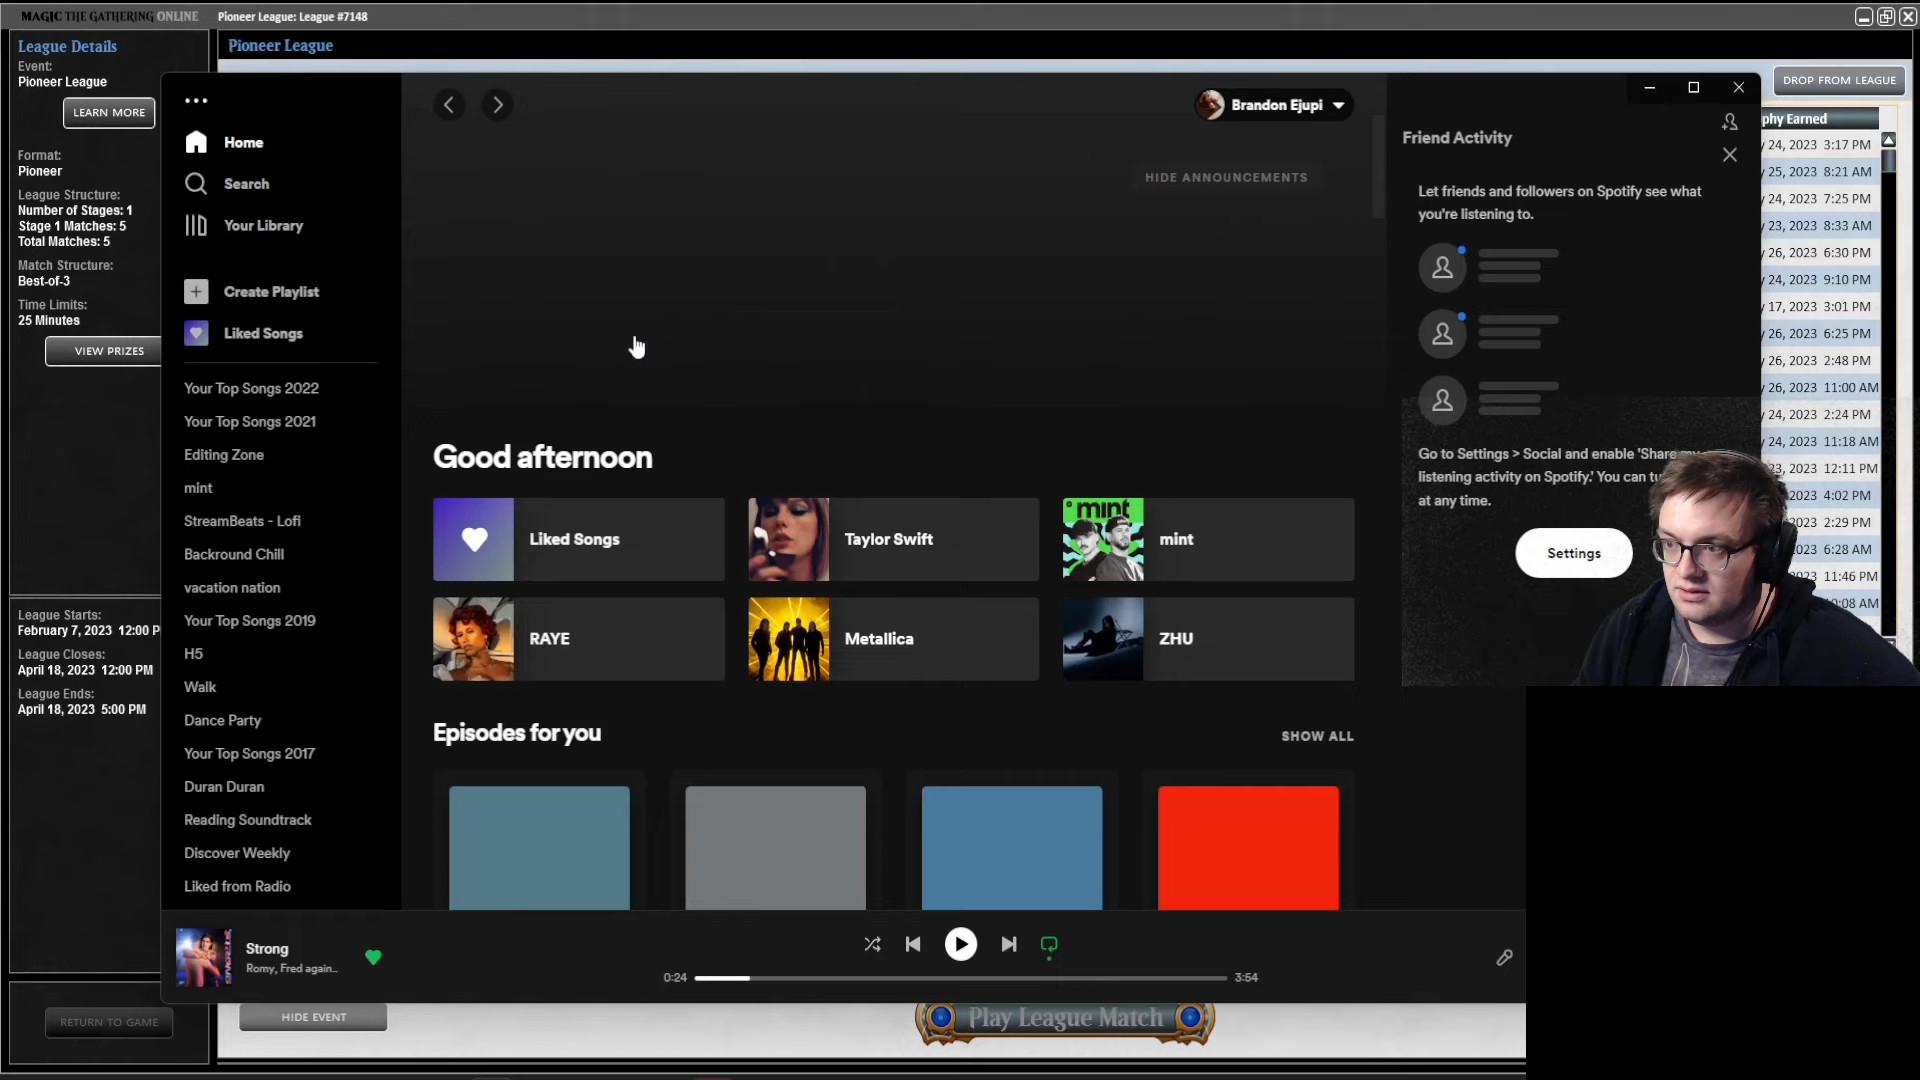 MAGIC THE GATHERING ONLINE
Pioneer League: League #7148
League Details
Event:
Pioneer League
LEARN MORE
Format:
Pioneer
League Structure:
Number of Stages: 1
Stage 1 Matches: 5
Total Matches: 5
Match Structure:
Best-of-3
Time Limits:
25 Minutes
VIEW PRIZES
League Starts:
February 7, 2023 12:00 P
League Closes:
April 18, 2023 12:00 PM
League Ends:
April 18, 2023 5:00 PM
RETURN TO GAME
Pioneer League
DROP FROM LEAGUE
Home
Search
Your Library
Create Playlist
Liked Songs
Your Top Songs 2022
Your Top Songs 2021
Editing Zone
mint
StreamBeats - Lofi
Backround Chill
vacation nation
Your Top Songs 2019
H5
Walk
Dance Party
Your Top Songs 2017
Duran Duran
Reading Soundtrack
Discover Weekly
Liked from Radio
Brandon Ejupi
HIDE ANNOUNCEMENTS
Good afternoon
Liked Songs
Taylor Swift
mint
mint
RAYE
Metallica
ZHU
Episodes for you
SHOW ALL
Friend Activity
Let friends and followers on Spotify see what
you're listening to.
Go to Settings > Social and enable 'Share my
listening activity on Spotify.' You can tu
at any time.
Settings
phy Earned
24, 2023 3:17 PM
25, 2023 8:21 AM
24, 2023 7:25 PM
23, 2023 8:33 AM
26, 2023 6:30 PM
24, 2023 9:10 PM
17, 2023 3:01 PM
26, 2023 6:25 PM
26, 2023 2:48 PM
26, 2023 11:00 AM
24, 2023 2:24 PM
24, 2023 11:18 AM
23, 2023 12:11 PM
2023 4:02 PM
2023 2:29 PM
2023 6:28 AM
2023 11:46 PM
0:08 AM
Strong
Romy, Fred again..
0:24
3:54
HIDE EVENT
Play League Match